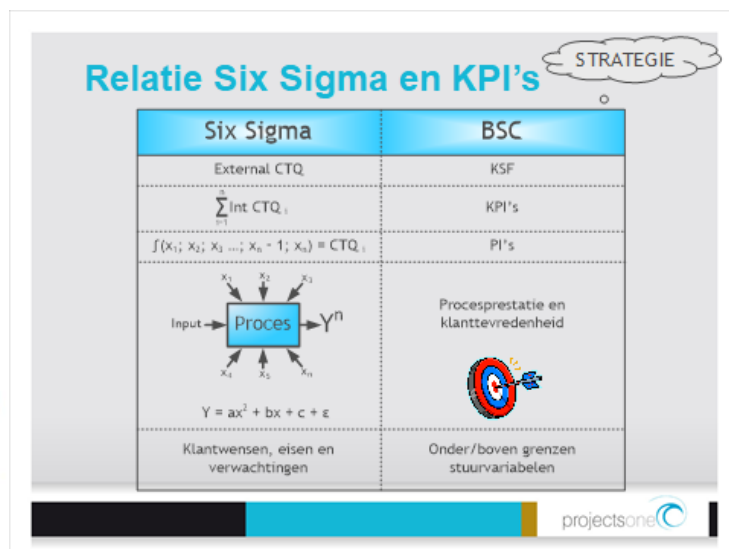 STRATEGIE
Relatie Six Sigma en KPI's
Six Sigma
BSC
External CTQ
KSF
n
∑ Int CTQ i
i=1
KPI's
∫(x₁; x₂; x₃ ...; xₙ - 1; xₙ) = CTQ i
PI's
x₁ x₂ x₃
Input Proces Yⁿ
x₄ x₅ xₙ
Y = ax² + bx + c + ε
Procesprestatie en
klanttevredenheid
Klantwensen, eisen en
verwachtingen
Onder/boven grenzen
stuurvariabelen
projectsone